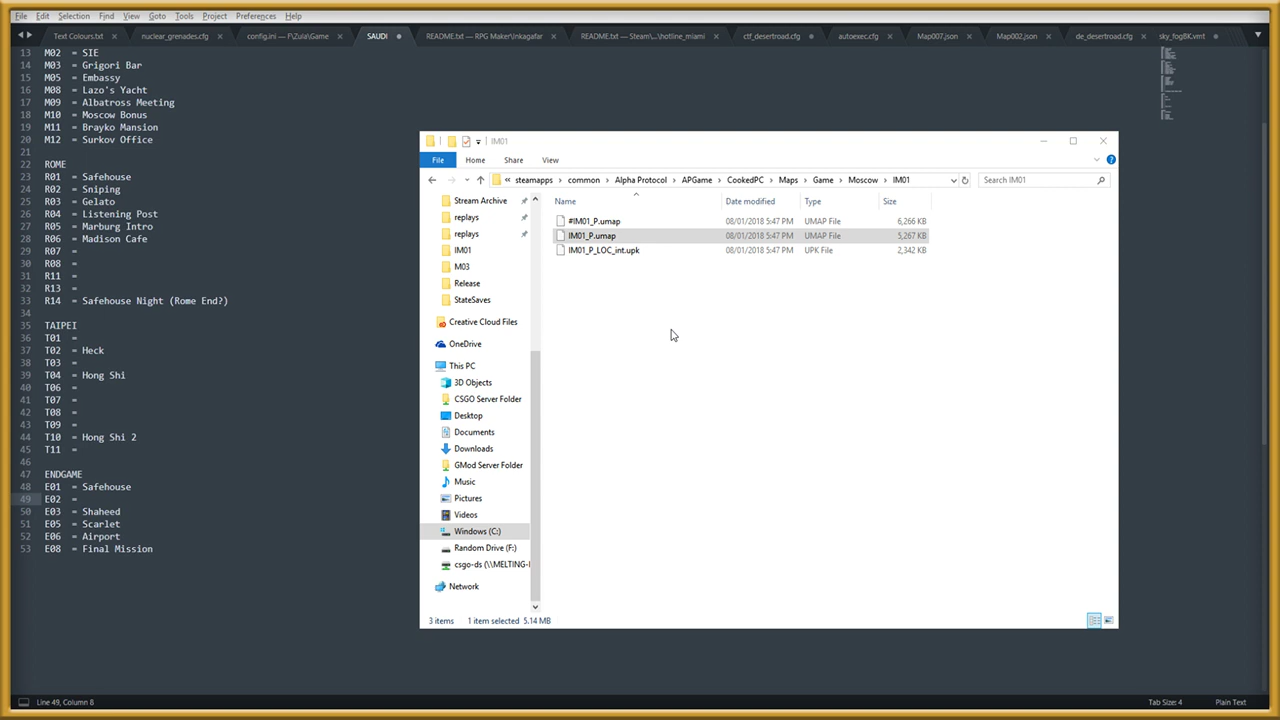 File Edit Selection Find View Goto Tools Project Preferences Help
Text Colours.txt nuclear_grenades.cfg config.ini — F\Zula\Game SAUDI README.txt — RPG Maker\Inkagafar README.txt — Steam\...\hotline_miami ctf_desertroad.cfg autoexec.cfg Map007.json Map002.json de_desertroad.cfg sky_fogBK.vmt
13 M02 = SIE
14 M03 = Grigori Bar
15 M05 = Embassy
16 M08 = Lazo's Yacht
17 M09 = Albatross Meeting
18 M10 = Moscow Bonus
19 M11 = Brayko Mansion
20 M12 = Surkov Office
21
22 ROME
23 R01 = Safehouse
24 R02 = Sniping
25 R03 = Gelato
26 R04 = Listening Post
27 R05 = Marburg Intro
28 R06 = Madison Cafe
29 R07 =
30 R08 =
31 R11 =
32 R13 =
33 R14 = Safehouse Night (Rome End?)
34
35 TAIPEI
36 T01 =
37 T02 = Heck
38 T03 =
39 T04 = Hong Shi
40 T06 =
41 T07 =
42 T08 =
43 T09 =
44 T10 = Hong Shi 2
45 T11 =
46
47 ENDGAME
48 E01 = Safehouse
49 E02 =
50 E03 = Shaheed
51 E05 = Scarlet
52 E06 = Airport
53 E08 = Final Mission
IM01
File Home Share View
« steamapps › common › Alpha Protocol › APGame › CookedPC › Maps › Game › Moscow › IM01 Search IM01
Stream Archive
replays
replays
IM01
M03
Release
StateSaves
Creative Cloud Files
OneDrive
This PC
3D Objects
CSGO Server Folder
Desktop
Documents
Downloads
GMod Server Folder
Music
Pictures
Videos
Windows (C:)
Random Drive (F:)
csgo-ds (\\MELTING-
Network
Name Date modified Type Size
#IM01_P.umap 08/01/2018 5:47 PM UMAP File 6,266 KB
IM01_P.umap 08/01/2018 5:47 PM UMAP File 5,267 KB
IM01_P_LOC_int.upk 08/01/2018 5:47 PM UPK File 2,342 KB
3 items 1 item selected 5.14 MB
Line 49, Column 8 Tab Size: 4 Plain Text